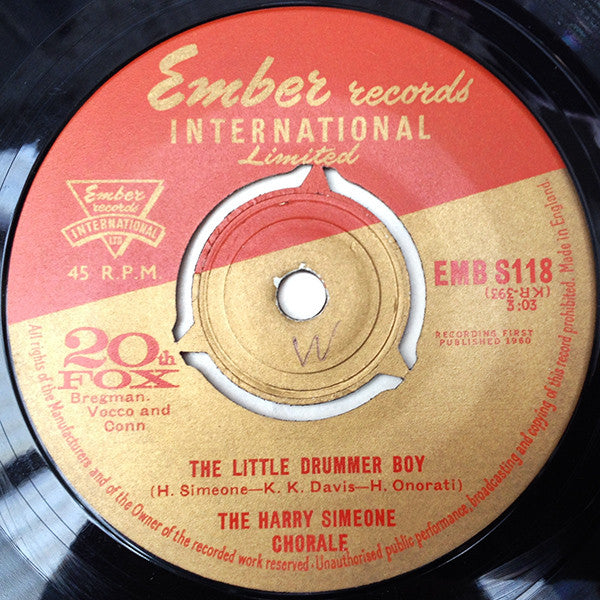 Ember records
INTERNATIONAL
Limited
Ember
records
INTERNATIONAL
LTD
45 R.P.M.
EMB S118
(KR-393)
3:03
RECORDING FIRST
PUBLISHED 1960
20th
FOX
Bregman.
Vocco and
Conn
W
THE LITTLE DRUMMER BOY
(H. Simeone—K. K. Davis—H. Onorati)
THE HARRY SIMEONE
CHORALE
All rights of the Manufacturers and of the Owner of the recorded work reserved. Unauthorised public performance, broadcasting and copying of this record prohibited. Made in England